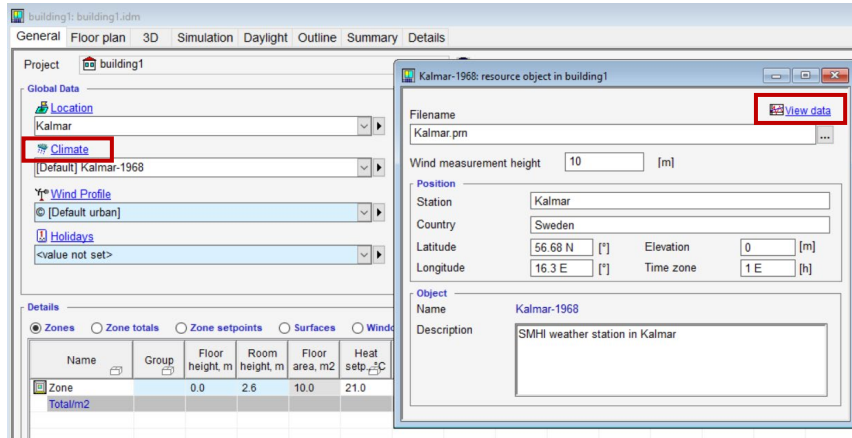 building1: building1.idm
General Floor plan 3D Simulation Daylight Outline Summary Details
Project building1
Global Data
Location
Kalmar
Climate
[Default] Kalmar-1968
Wind Profile
© [Default urban]
Holidays
<value not set>
Details
Zones Zone totals Zone setpoints Surfaces
Name Group Floor height, m Room height, m Floor area, m2 Heat setp., °C
Zone 0.0 2.6 10.0 21.0
Total/m2
Kalmar-1968: resource object in building1
Filename View data
Kalmar.prn ...
Wind measurement height 10 [m]
Position
Station Kalmar
Country Sweden
Latitude 56.68 N [°] Elevation 0 [m]
Longitude 16.3 E [°] Time zone 1 E [h]
Object
Name Kalmar-1968
Description SMHI weather station in Kalmar